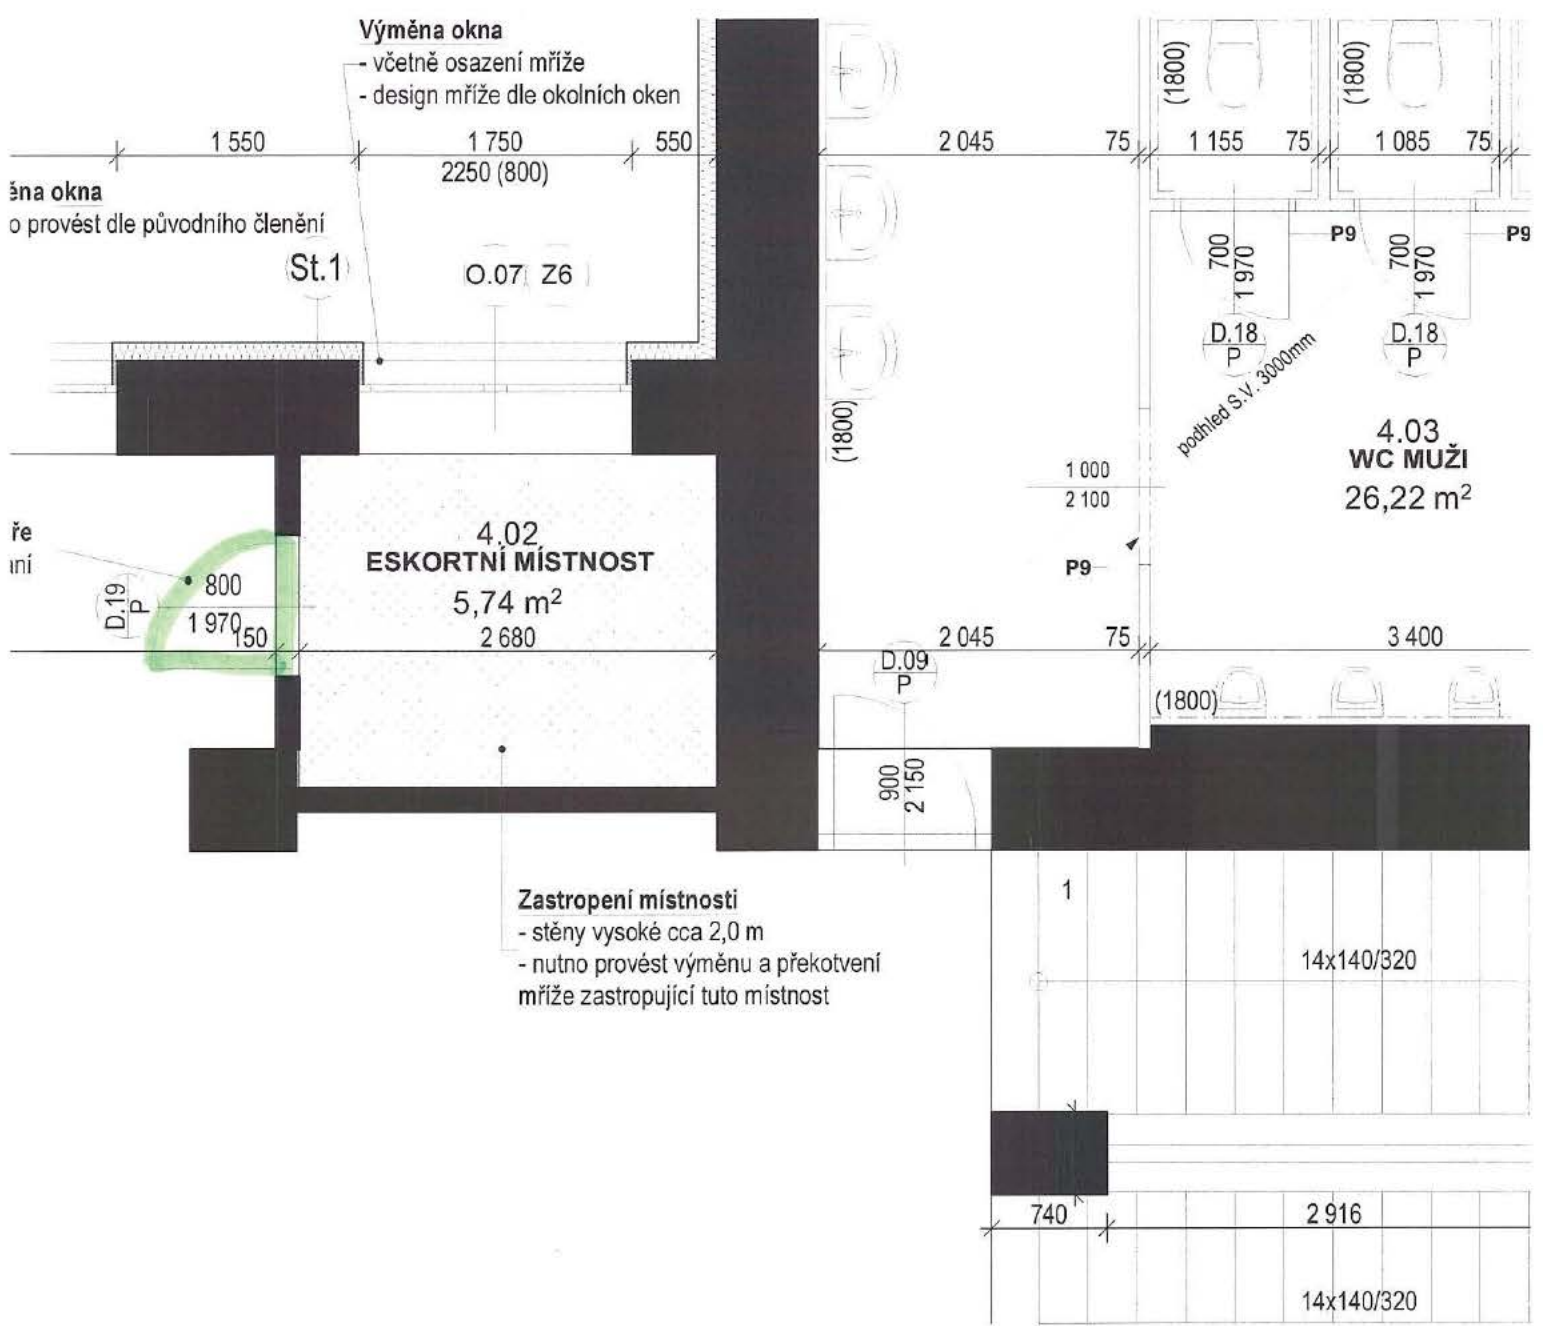 Výměna okna
- včetně osazení mříže
- design mříže dle okolních oken
1 550
1 750
550
2250 (800)
2 045
75
1 155
75
1 085
75
(1800)
(1800)
o provést dle původního členění
St.1
O.07
Z6
P9
P9
700
1 970
700
1 970
D.18
P
D.18
P
podhled S.V. 3000mm
(1800)
4.03
WC MUŽI
26,22 m²
1 000
2 100
P9
4.02
ESKORTNÍ MÍSTNOST
5,74 m²
D.19
P
800
1 970
150
2 680
2 045
75
3 400
D.09
P
(1800)
900
2 150
Zastropení místnosti
- stěny vysoké cca 2,0 m
- nutno provést výměnu a překotvení
mříže zastropující tuto místnost
1
14x140/320
740
2 916
14x140/320